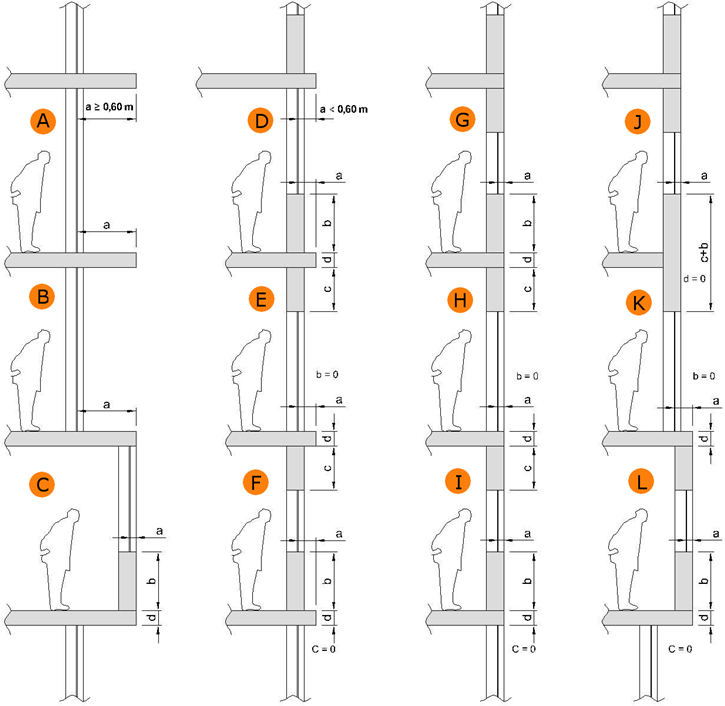 A
a ≥ 0,60 m
a
B
a
C
a
b
d
D
a < 0,60 m
a
b
d
c
E
b = 0
a
d
c
F
a
b
d
C = 0
G
a
b
d
c
H
b = 0
a
d
c
I
a
b
d
C = 0
J
a
c+b
d = 0
K
b = 0
a
d
c
L
a
b
d
C = 0